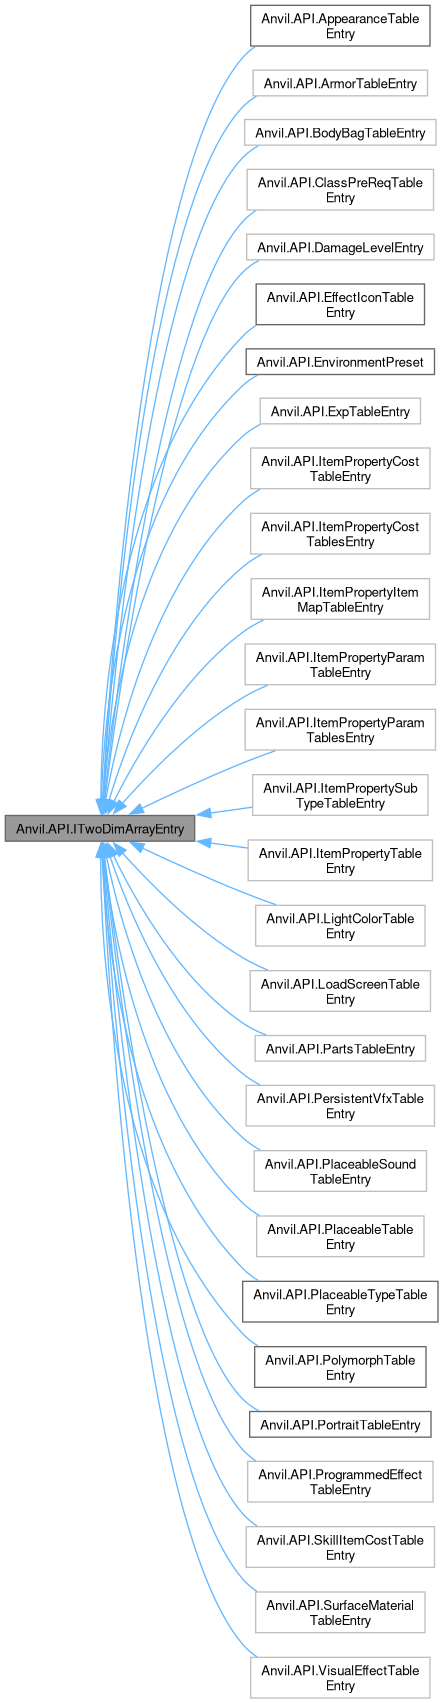 Anvil.API.AppearanceTable
Entry
Anvil.API.ArmorTableEntry
Anvil.API.BodyBagTableEntry
Anvil.API.ClassPreReqTable
Entry
Anvil.API.DamageLevelEntry
Anvil.API.EffectIconTable
Entry
Anvil.API.EnvironmentPreset
Anvil.API.ExpTableEntry
Anvil.API.ItemPropertyCost
TableEntry
Anvil.API.ItemPropertyCost
TablesEntry
Anvil.API.ItemPropertyItem
MapTableEntry
Anvil.API.ItemPropertyParam
TableEntry
Anvil.API.ItemPropertyParam
TablesEntry
Anvil.API.ItemPropertySub
TypeTableEntry
Anvil.API.ITwoDimArrayEntry
Anvil.API.ItemPropertyTable
Entry
Anvil.API.LightColorTable
Entry
Anvil.API.LoadScreenTable
Entry
Anvil.API.PartsTableEntry
Anvil.API.PersistentVfxTable
Entry
Anvil.API.PlaceableSound
TableEntry
Anvil.API.PlaceableTable
Entry
Anvil.API.PlaceableTypeTable
Entry
Anvil.API.PolymorphTable
Entry
Anvil.API.PortraitTableEntry
Anvil.API.ProgrammedEffect
TableEntry
Anvil.API.SkillItemCostTable
Entry
Anvil.API.SurfaceMaterial
TableEntry
Anvil.API.VisualEffectTable
Entry